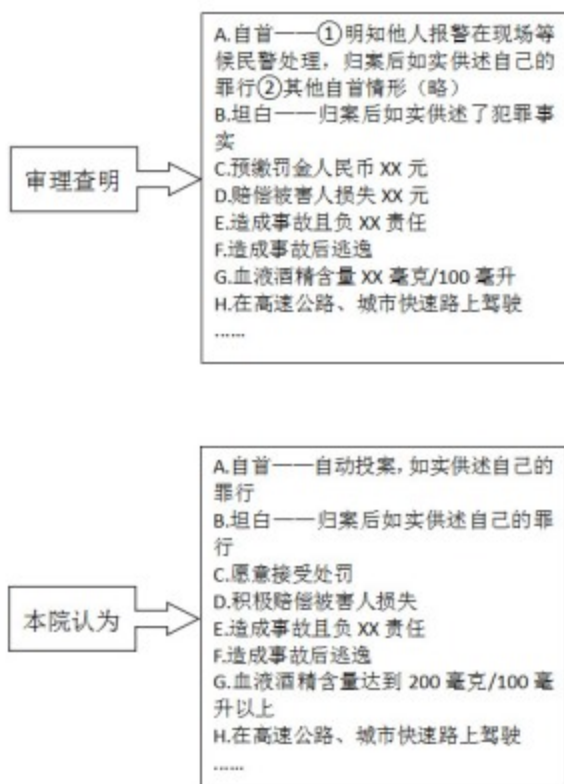 审理查明
A.自首——①明知他人报警在现场等
候民警处理，归案后如实供述自己的
罪行②其他自首情形（略）
B.坦白——归案后如实供述了犯罪事
实
C.预缴罚金人民币 XX 元
D.赔偿被害人损失 XX 元
E.造成事故且负 XX 责任
F.造成事故后逃逸
G.血液酒精含量 XX 毫克/100 毫升
H.在高速公路、城市快速路上驾驶
……
本院认为
A.自首——自动投案，如实供述自己的
罪行
B.坦白——归案后如实供述自己的罪
行
C.愿意接受处罚
D.积极赔偿被害人损失
E.造成事故且负 XX 责任
F.造成事故后逃逸
G.血液酒精含量达到 200 毫克/100 毫
升以上
H.在高速公路、城市快速路上驾驶
……